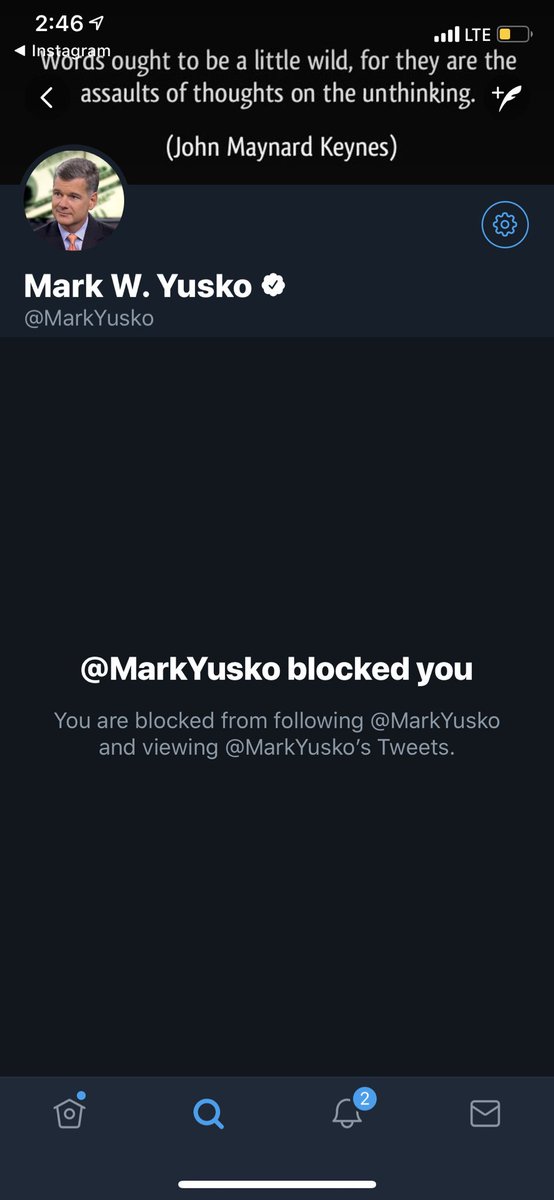 2:46
LTE
◀ Instagram
Words ought to be a little wild, for they are the
assaults of thoughts on the unthinking.
(John Maynard Keynes)
Mark W. Yusko
@MarkYusko
@MarkYusko blocked you
You are blocked from following @MarkYusko
and viewing @MarkYusko’s Tweets.
2